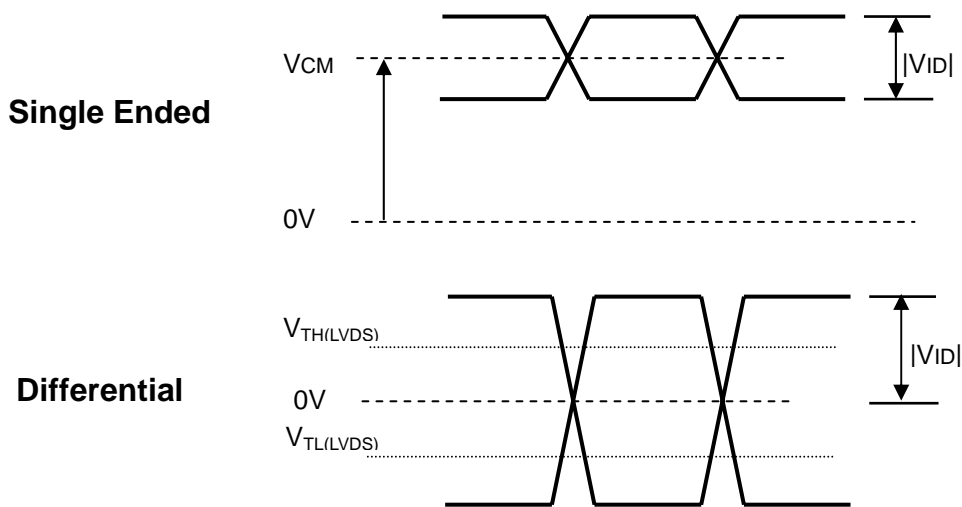 VCM
|VID|
Single Ended
0V
VTH(LVDS)
|VID|
Differential
0V
VTL(LVDS)